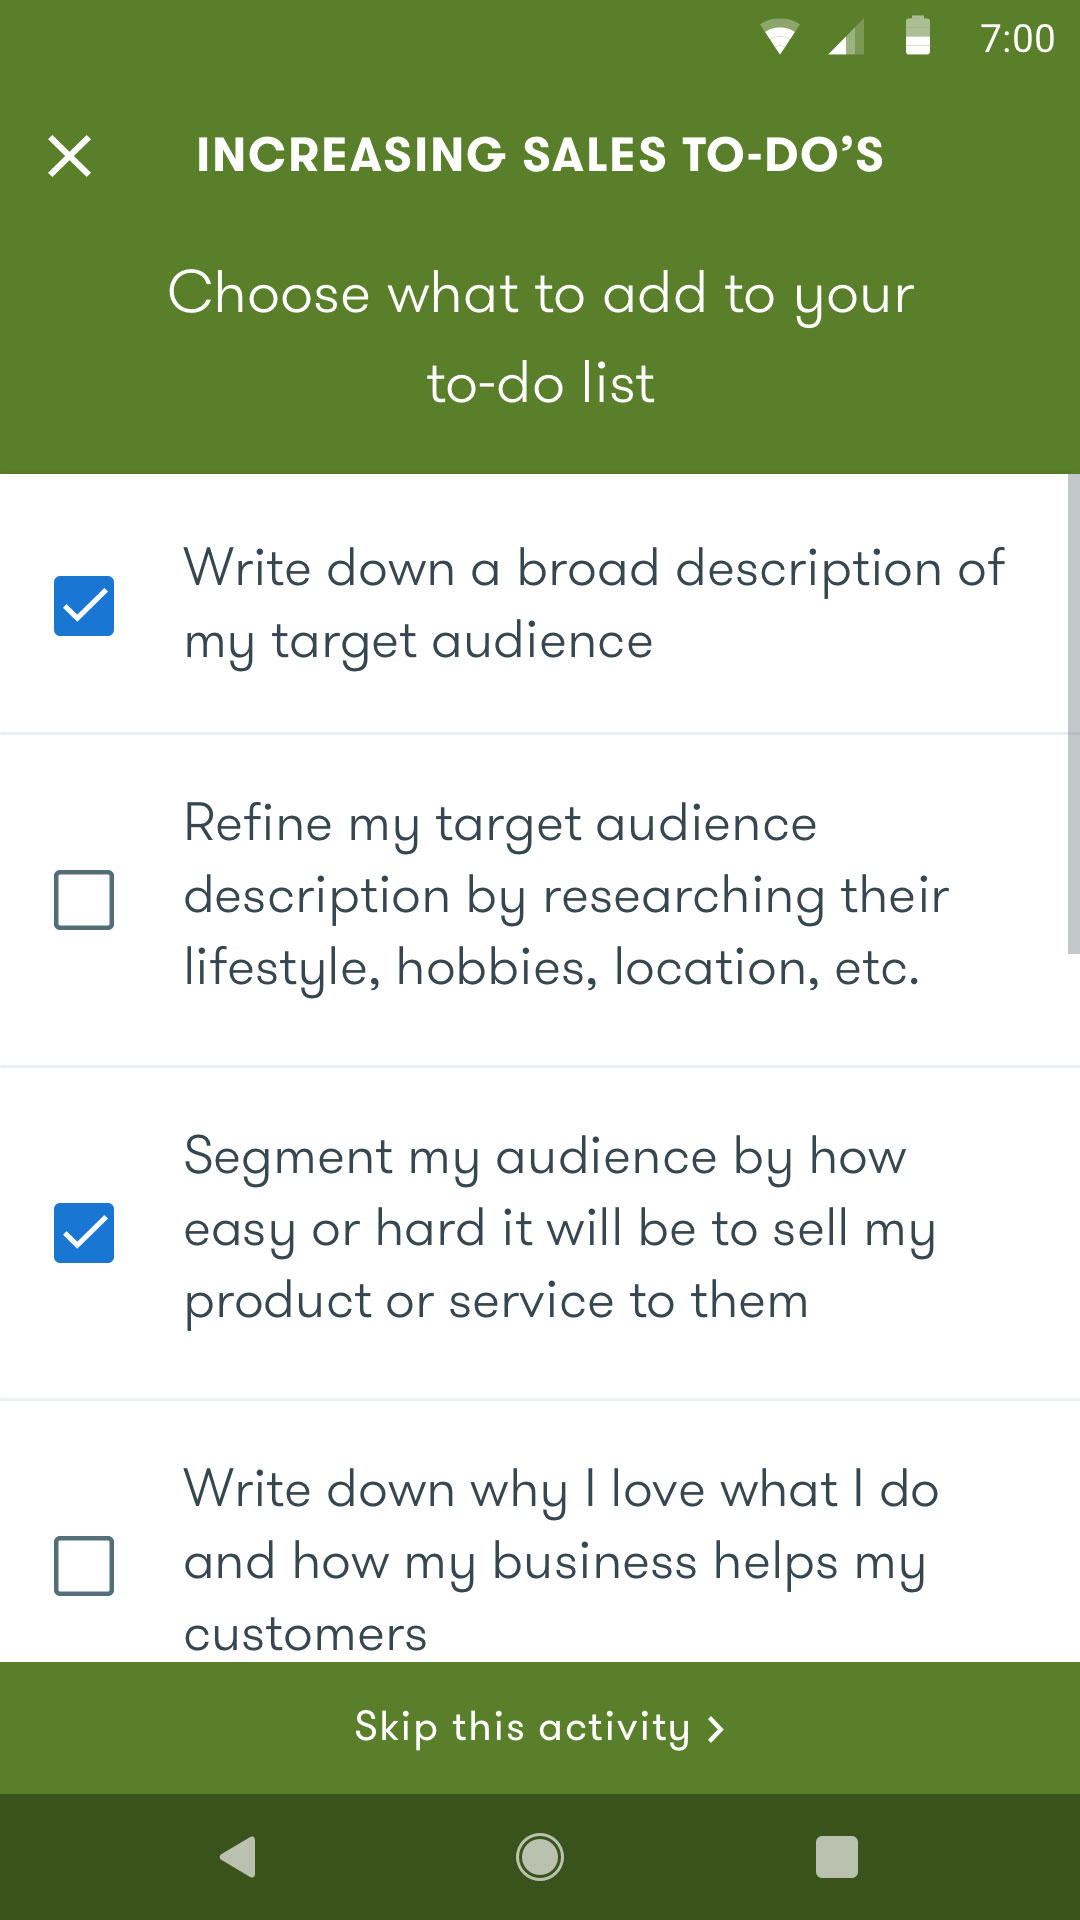 7:00
INCREASING SALES TO-DO’S
Choose what to add to your
to-do list
Write down a broad description of
my target audience
Refine my target audience
description by researching their
lifestyle, hobbies, location, etc.
Segment my audience by how
easy or hard it will be to sell my
product or service to them
Write down why I love what I do
and how my business helps my
customers
Skip this activity